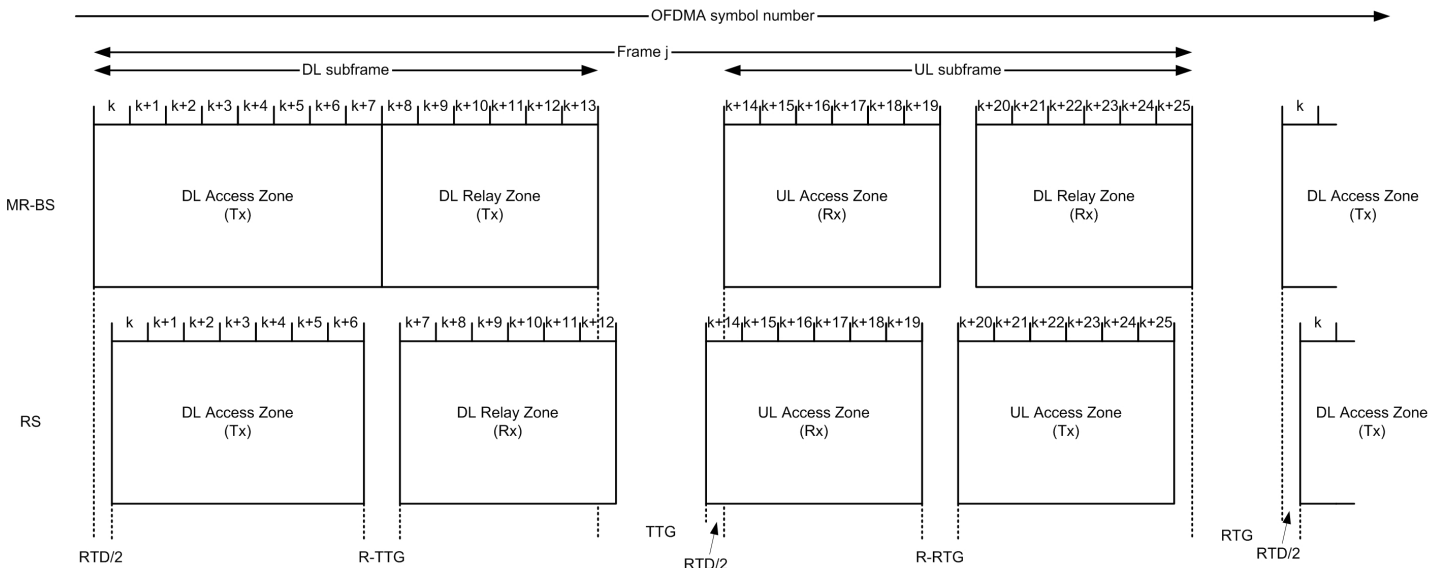 OFDMA symbol number
Frame j
DL subframe
UL subframe
k k+1 k+2 k+3 k+4 k+5 k+6 k+7 k+8 k+9 k+10 k+11 k+12 k+13
k+14 k+15 k+16 k+17 k+18 k+19
k+20 k+21 k+22 k+23 k+24 k+25
k
MR-BS
DL Access Zone
(Tx)
DL Relay Zone
(Tx)
UL Access Zone
(Rx)
DL Relay Zone
(Rx)
DL Access Zone
(Tx)
k k+1 k+2 k+3 k+4 k+5 k+6
k+7 k+8 k+9 k+10 k+11 k+12
k+14 k+15 k+16 k+17 k+18 k+19
k+20 k+21 k+22 k+23 k+24 k+25
k
RS
DL Access Zone
(Tx)
DL Relay Zone
(Rx)
UL Access Zone
(Rx)
UL Access Zone
(Tx)
DL Access Zone
(Tx)
RTD/2
R-TTG
TTG
RTD/2
R-RTG
RTG
RTD/2